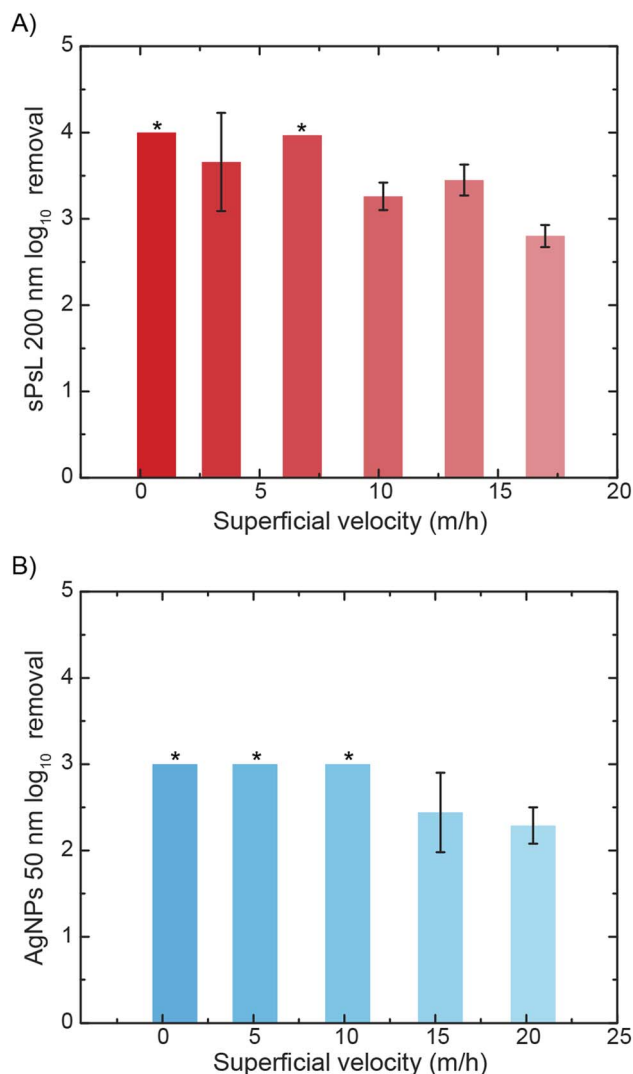 A)
5
4
3
2
1
0
sPsL 200 nm log₁₀ removal
* *
0 5 10 15 20
Superficial velocity (m/h)
B)
5
4
3
2
1
0
AgNPs 50 nm log₁₀ removal
* * *
0 5 10 15 20 25
Superficial velocity (m/h)